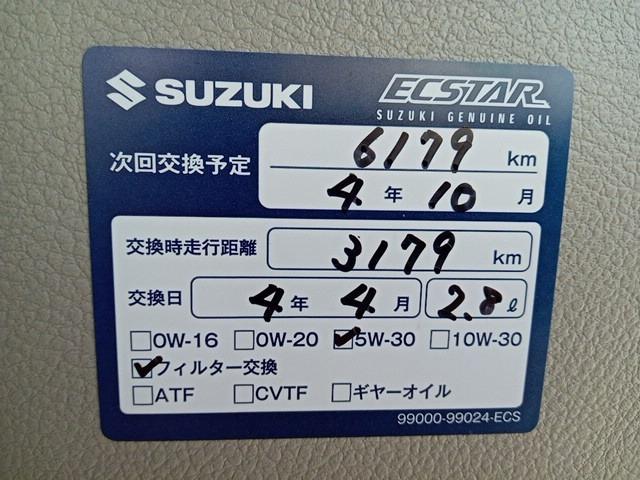 SUZUKI ECSTAR
SUZUKI GENUINE OIL
次回交換予定 6179 km
4 年 10 月
交換時走行距離 3179 km
交換日 4 年 4 月 2.8 ℓ
□0W-16 □0W-20 ☑5W-30 □10W-30
☑フィルター交換
□ATF □CVTF □ギヤーオイル
99000-99024-ECS